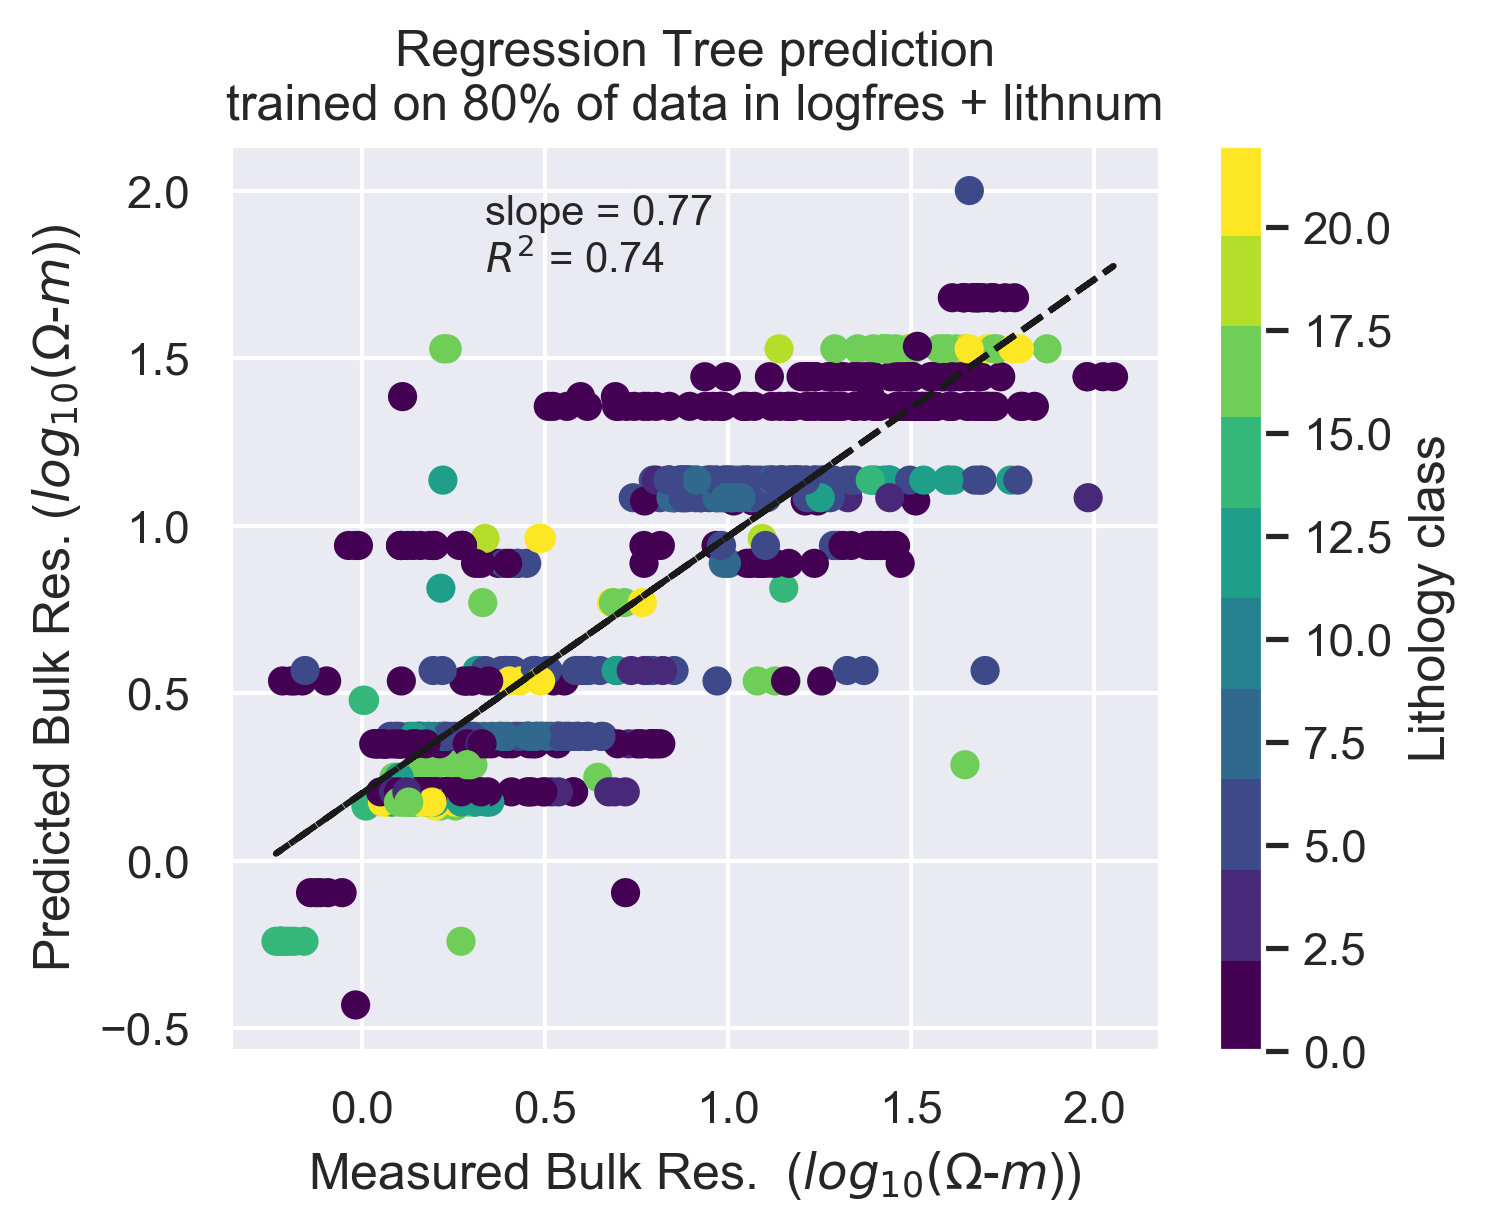 Regression Tree prediction
trained on 80% of data in logfres + lithnum
slope = 0.77
R² = 0.74
Predicted Bulk Res. (log₁₀(Ω-m))
2.0
1.5
1.0
0.5
0.0
−0.5
0.0 0.5 1.0 1.5 2.0
Measured Bulk Res. (log₁₀(Ω-m))
20.0
17.5
15.0
12.5
10.0
7.5
5.0
2.5
0.0
Lithology class